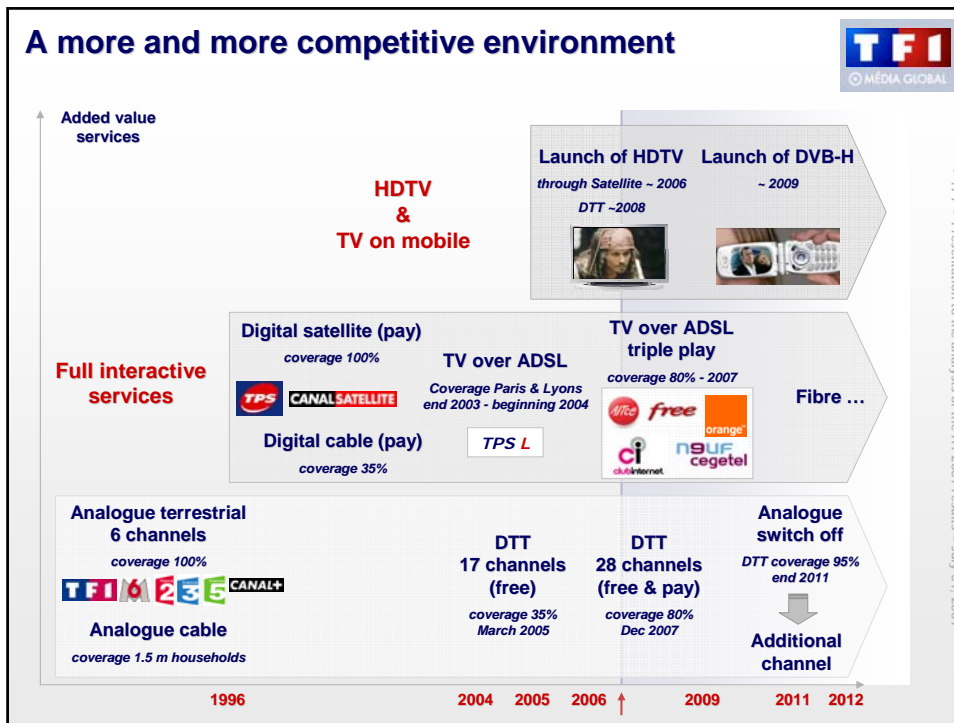 A more and more competitive environment
TF1
MÉDIA GLOBAL
Added value
services
HDTV
&
TV on mobile
Launch of HDTV
through Satellite ~ 2006
DTT ~2008
Launch of DVB-H
~ 2009
Full interactive
services
Digital satellite (pay)
coverage 100%
TPS
CANALSATELLITE
Digital cable (pay)
coverage 35%
TV over ADSL
Coverage Paris & Lyons
end 2003 - beginning 2004
TPS L
TV over ADSL
triple play
coverage 80% - 2007
Alice
free
orange
ci
clubinternet
neuf
cegetel
Fibre …
Analogue terrestrial
6 channels
coverage 100%
TF1
M6
2
3
5
CANAL+
Analogue cable
coverage 1.5 m households
DTT
17 channels
(free)
coverage 35%
March 2005
DTT
28 channels
(free & pay)
coverage 80%
Dec 2007
Analogue
switch off
DTT coverage 95%
end 2011
Additional
channel
1996
2004
2005
2006
2009
2011
2012